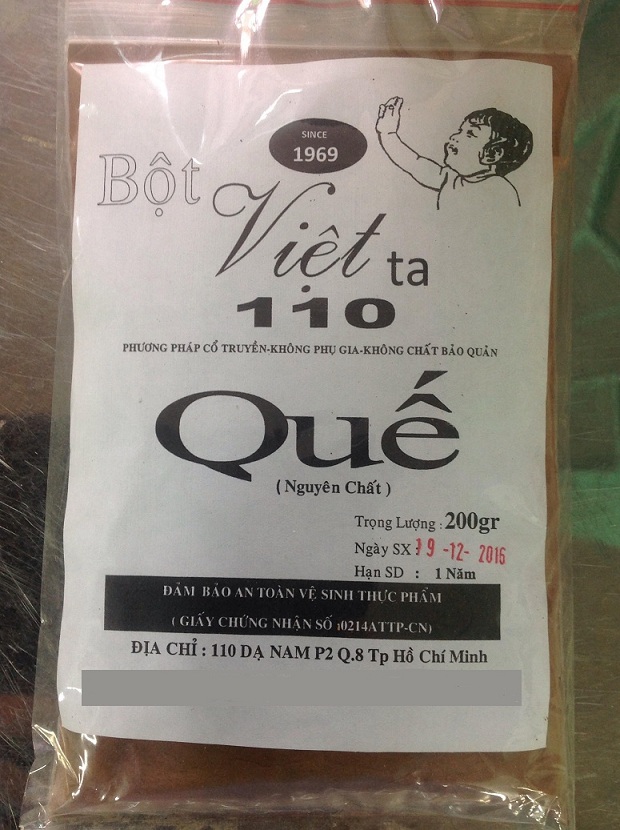 SINCE
1969
Bột
Việt ta
110
PHƯƠNG PHÁP CỔ TRUYỀN-KHÔNG PHỤ GIA-KHÔNG CHẤT BẢO QUẢN
Quế
( Nguyên Chất )
Trọng Lượng : 200gr
Ngày SX : 19 -12- 2016
Hạn SD : 1 Năm
ĐẢM BẢO AN TOÀN VỆ SINH THỰC PHẨM
( GIẤY CHỨNG NHẬN SỐ :0214ATTP-CN)
ĐỊA CHỈ : 110 DẠ NAM P2 Q.8 Tp Hồ Chí Minh